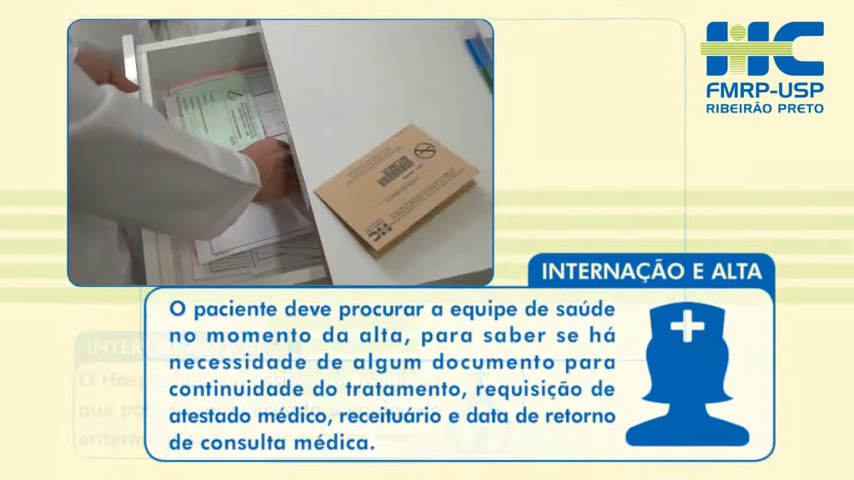 HC
FMRP-USP
RIBEIRÃO PRETO
INTERNAÇÃO E ALTA
O paciente deve procurar a equipe de saúde
no momento da alta, para saber se há
necessidade de algum documento para
continuidade do tratamento, requisição de
atestado médico, receituário e data de retorno
de consulta médica.